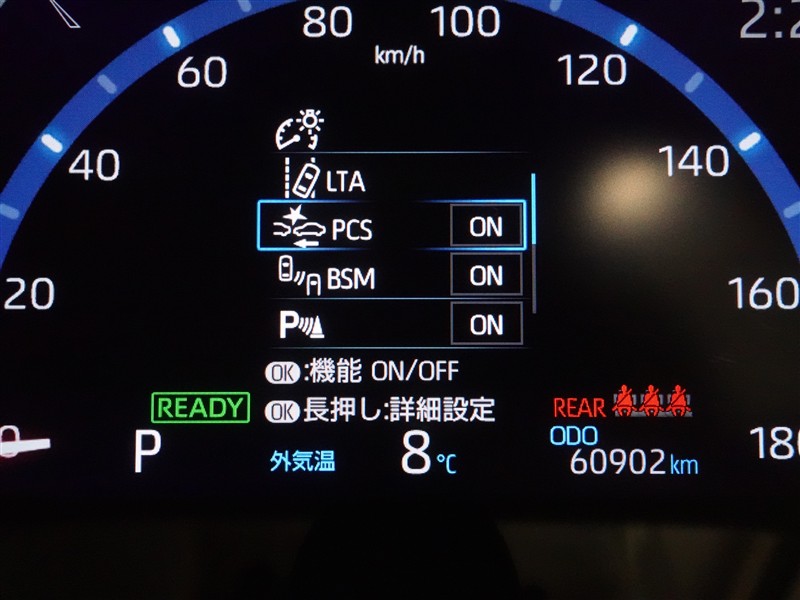 80 100
km/h
60 120
40 140
LTA
PCS ON
BSM ON
P ON
20 160
OK:機能 ON/OFF
READY OK長押し:詳細設定 REAR
ODO
P 外気温 8℃ 60902km
180